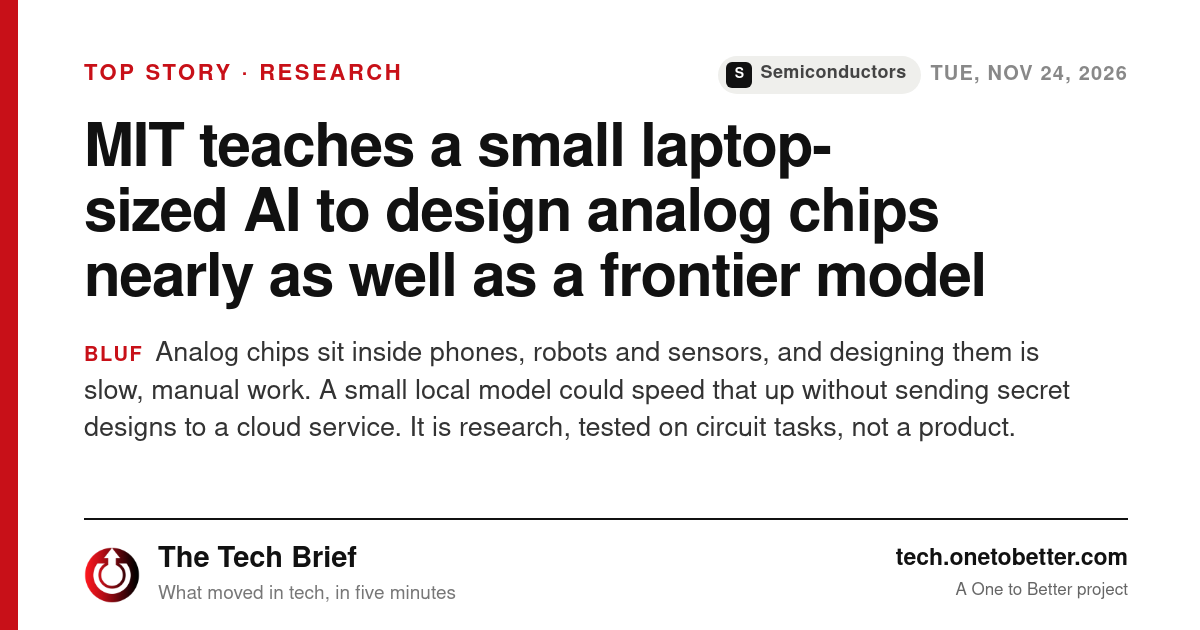 TOP STORY · RESEARCH
S Semiconductors TUE, NOV 24, 2026
MIT teaches a small laptop-
sized AI to design analog chips
nearly as well as a frontier model
BLUF Analog chips sit inside phones, robots and sensors, and designing them is
slow, manual work. A small local model could speed that up without sending secret
designs to a cloud service. It is research, tested on circuit tasks, not a product.
The Tech Brief
What moved in tech, in five minutes
tech.onetobetter.com
A One to Better project